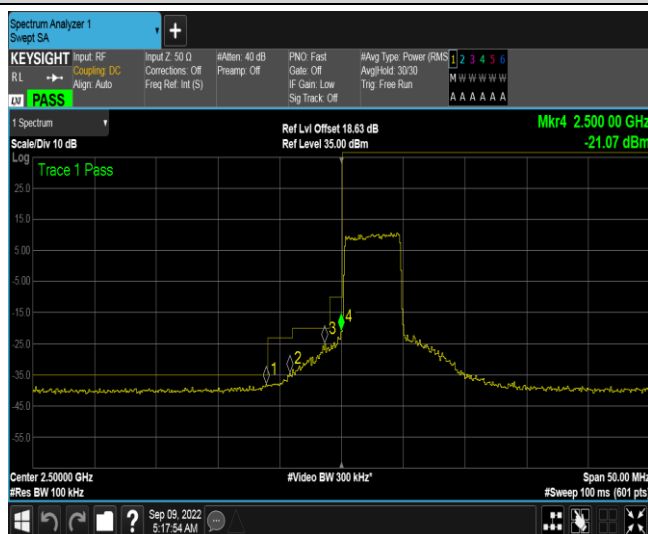 Spectrum Analyzer 1
Swept SA
+
KEYSIGHT Input: RF Input Z: 50 Ω #Atten: 40 dB PNO: Fast #Avg Type: Power (RMS 1 2 3 4 5 6
RL Coupling: DC Corrections: Off Preamp: Off Gate: Off Avg|Hold: 30/30 M W W W W W
Align: Auto Freq Ref: Int (S) IF Gain: Low Trig: Free Run
LXI PASS Sig Track: Off A A A A A A
1 Spectrum Ref Lvl Offset 18.63 dB Mkr4 2.500 00 GHz
Scale/Div 10 dB Ref Level 35.00 dBm -21.07 dBm
Log
Trace 1 Pass
25.0
15.0
5.00
-5.00
-15.0
4
3
-25.0
2
1
-35.0
-45.0
-55.0
Center 2.50000 GHz #Video BW 300 kHz* Span 50.00 MHz
#Res BW 100 kHz #Sweep 100 ms (601 pts)
? Sep 09, 2022
5:17:54 AM